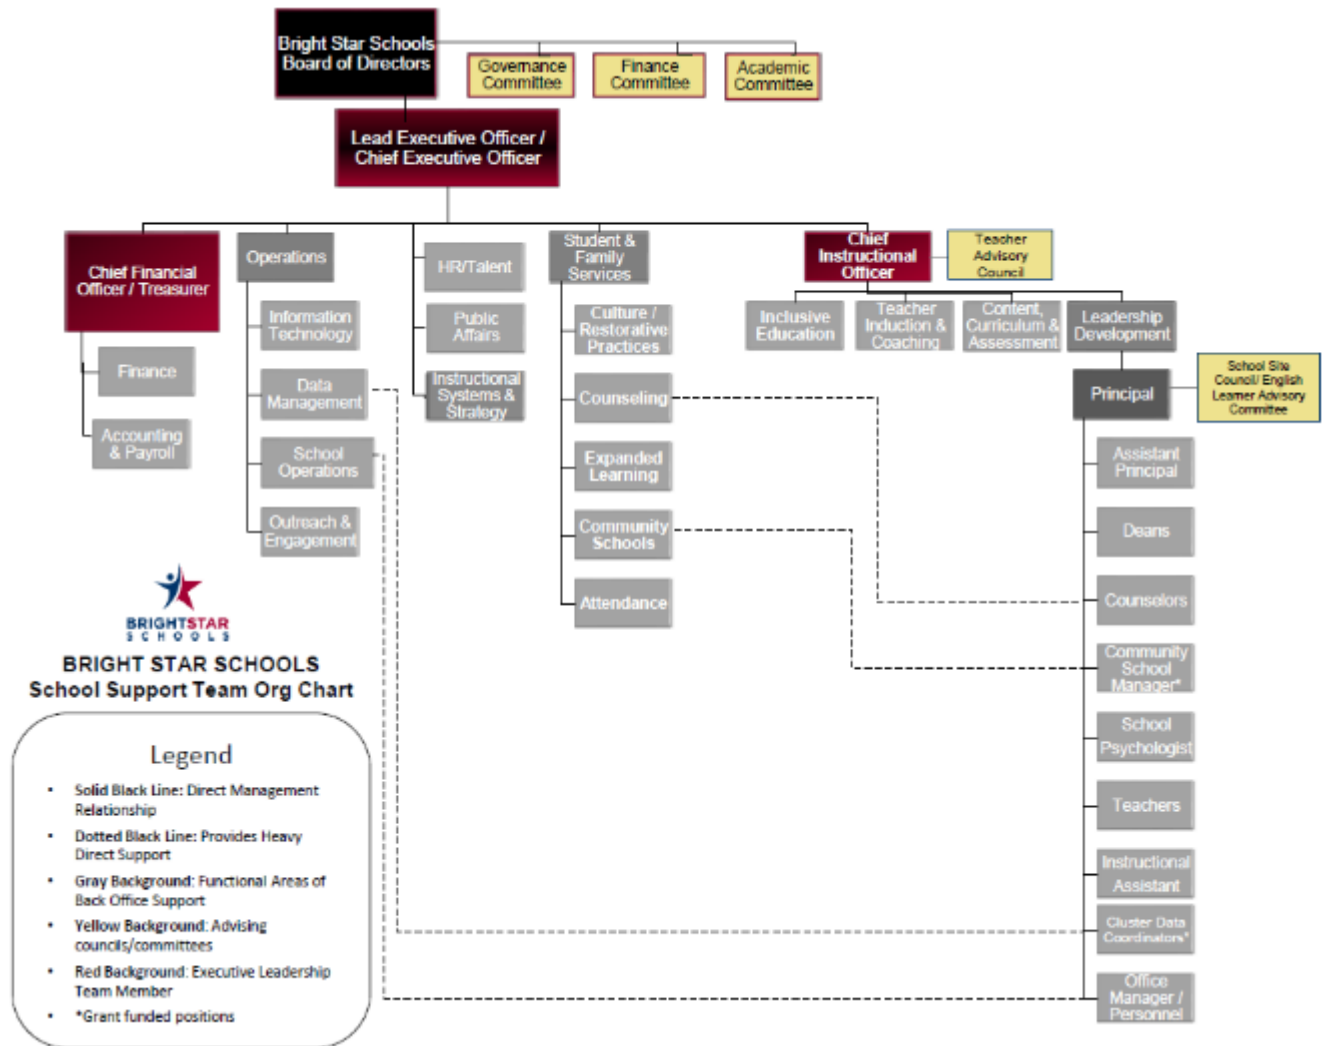 Bright Star Schools
Board of Directors
Governance
Committee
Finance
Committee
Academic
Committee
Lead Executive Officer /
Chief Executive Officer
Chief Financial
Officer / Treasurer
Finance
Accounting
& Payroll
Operations
Information
Technology
Data
Management
School
Operations
Outreach &
Engagement
HR/Talent
Public
Affairs
Instructional
Systems &
Strategy
Student &
Family
Services
Culture /
Restorative
Practices
Counseling
Expanded
Learning
Community
Schools
Attendance
Chief
Instructional
Officer
Teacher
Advisory
Council
Inclusive
Education
Teacher
Induction &
Coaching
Content,
Curriculum &
Assessment
Leadership
Development
Principal
School Site
Council/ English
Learner Advisory
Committee
Assistant
Principal
Deans
Counselors
Community
School
Manager*
School
Psychologist
Teachers
Instructional
Assistant
Cluster Data
Coordinators*
Office
Manager /
Personnel
BRIGHTSTAR
SCHOOLS
BRIGHT STAR SCHOOLS
School Support Team Org Chart
Legend
• Solid Black Line: Direct Management
Relationship
• Dotted Black Line: Provides Heavy
Direct Support
• Gray Background: Functional Areas of
Back Office Support
• Yellow Background: Advising
councils/committees
• Red Background: Executive Leadership
Team Member
• *Grant funded positions